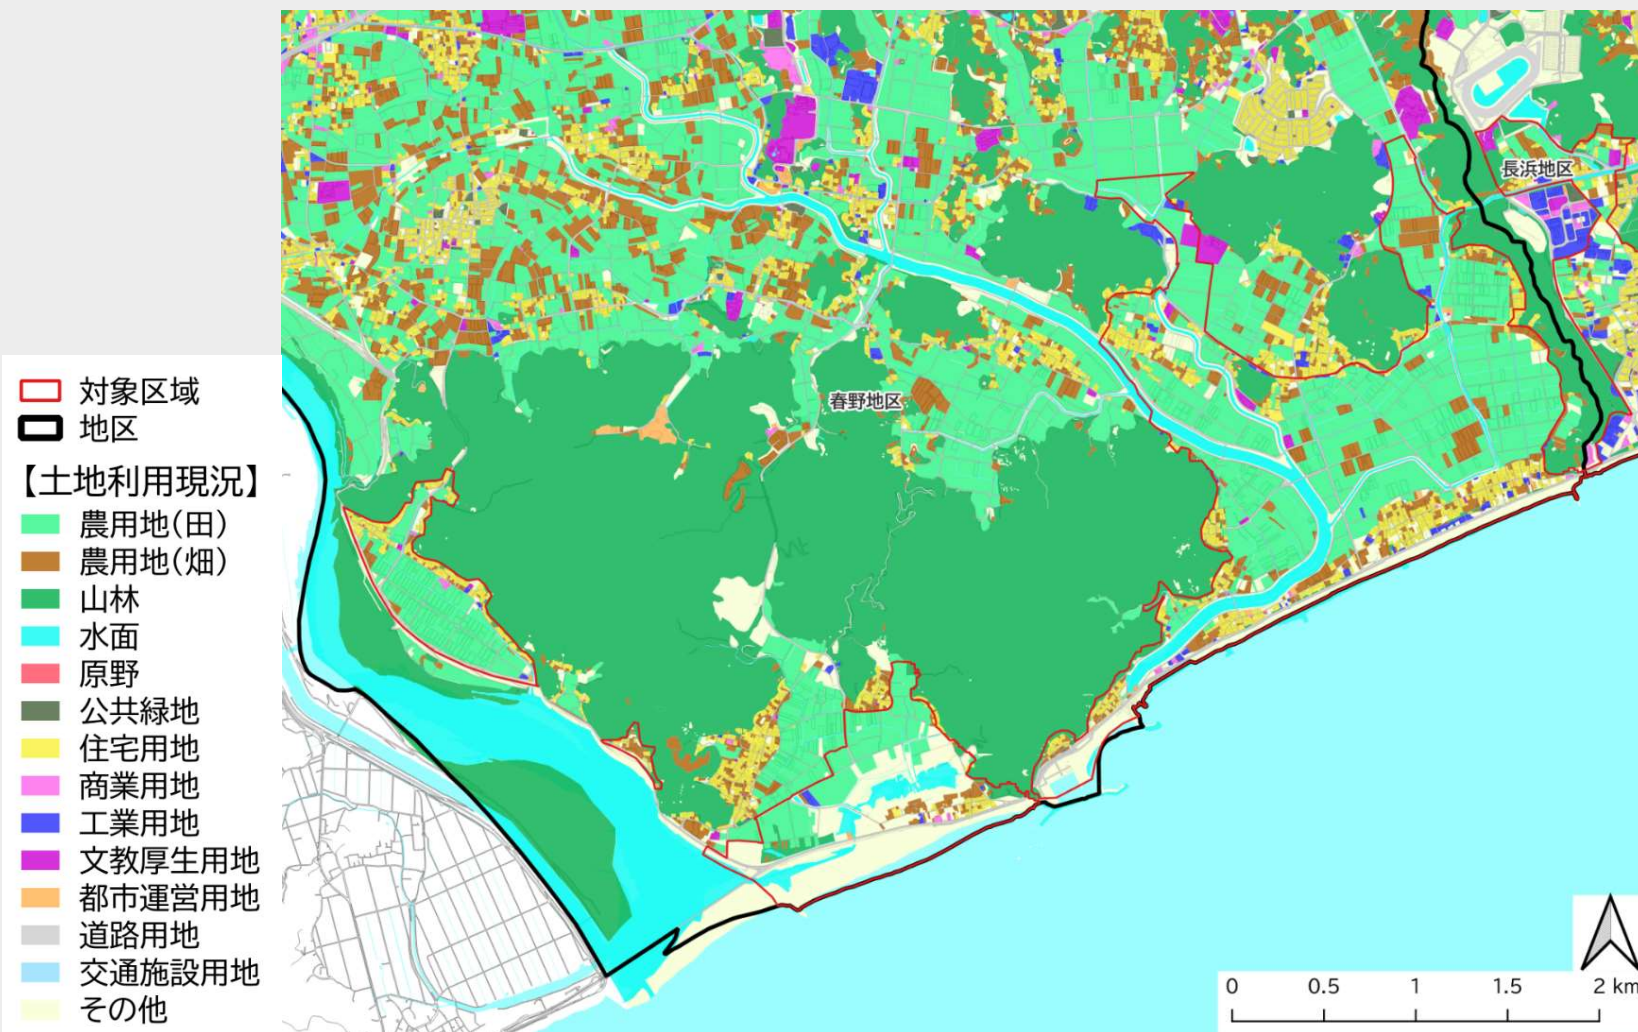 長浜地区
春野地区
対象区域
地区
【土地利用現況】
農用地(田)
農用地(畑)
山林
水面
原野
公共緑地
住宅用地
商業用地
工業用地
文教厚生用地
都市運営用地
道路用地
交通施設用地
その他
0 0.5 1 1.5 2 km